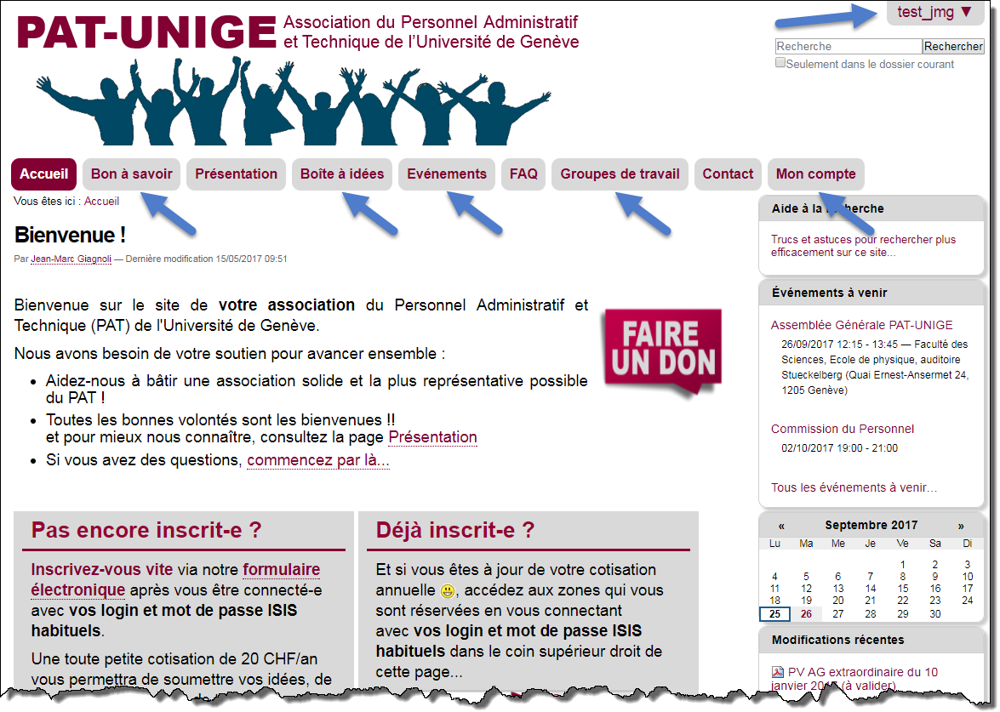 PAT-UNIGE
Association du Personnel Administratif
et Technique de l'Université de Genève
test_jmg ▼
Recherche
Rechercher
Seulement dans le dossier courant
Accueil
Bon à savoir
Présentation
Boîte à idées
Evénements
FAQ
Groupes de travail
Contact
Mon compte
Vous êtes ici : Accueil
Bienvenue !
Par Jean-Marc Giagnoli — Dernière modification 15/05/2017 09:51
Bienvenue sur le site de votre association du Personnel Administratif et
Technique (PAT) de l'Université de Genève.
Nous avons besoin de votre soutien pour avancer ensemble :
• Aidez-nous à bâtir une association solide et la plus représentative possible
du PAT !
• Toutes les bonnes volontés sont les bienvenues !!
et pour mieux nous connaître, consultez la page Présentation
• Si vous avez des questions, commencez par là...
FAIRE
UN DON
Pas encore inscrit-e ?
Inscrivez-vous vite via notre formulaire
électronique après vous être connecté-e
avec vos login et mot de passe ISIS
habituels.
Une toute petite cotisation de 20 CHF/an
vous permettra de soumettre vos idées, de
Déjà inscrit-e ?
Et si vous êtes à jour de votre cotisation
annuelle 😀, accédez aux zones qui vous
sont réservées en vous connectant
avec vos login et mot de passe ISIS
habituels dans le coin supérieur droit de
cette page...
Aide à la recherche
Trucs et astuces pour rechercher plus
efficacement sur ce site...
Événements à venir
Assemblée Générale PAT-UNIGE
26/09/2017 12:15 - 13:45 — Faculté des
Sciences, Ecole de physique, auditoire
Stueckelberg (Quai Ernest-Ansermet 24,
1205 Genève)
Commission du Personnel
02/10/2017 19:00 - 21:00
Tous les événements à venir…
« Septembre 2017 »
Lu Ma Me Je Ve Sa Di
1 2 3
4 5 6 7 8 9 10
11 12 13 14 15 16 17
18 19 20 21 22 23 24
25 26 27 28 29 30
Modifications récentes
PV AG extraordinaire du 10
janvier (à valider)